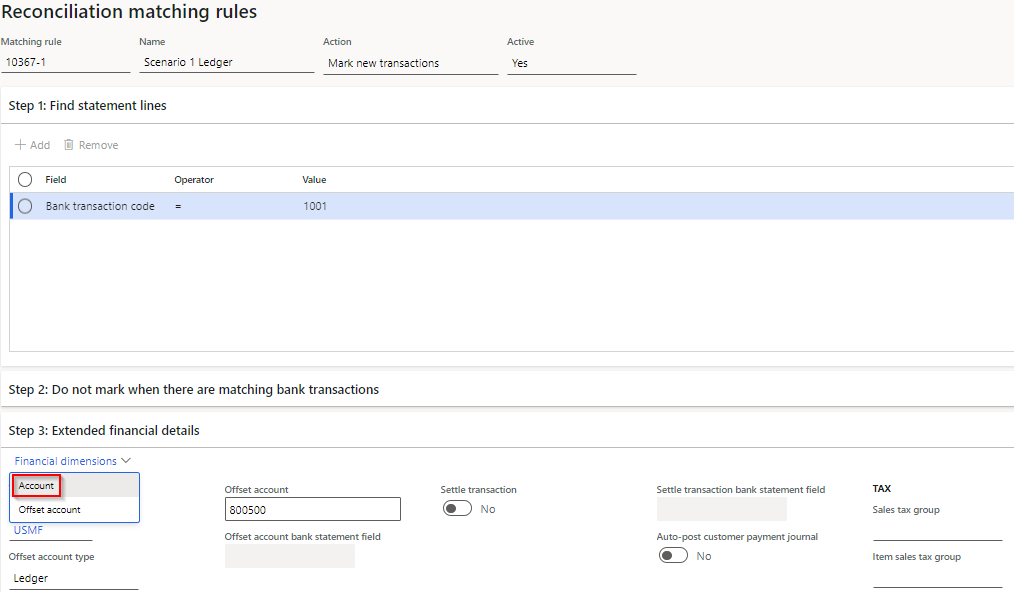 Reconciliation matching rules
Matching rule Name Action Active
10367-1 Scenario 1 Ledger Mark new transactions Yes
Step 1: Find statement lines
Add Remove
Field Operator Value
Bank transaction code = 1001
Step 2: Do not mark when there are matching bank transactions
Step 3: Extended financial details
Financial dimensions
Account
Offset account
USMF
Offset account type
Ledger
Offset account
800500
Offset account bank statement field
Settle transaction
No
Settle transaction bank statement field
Auto-post customer payment journal
No
TAX
Sales tax group
Item sales tax group